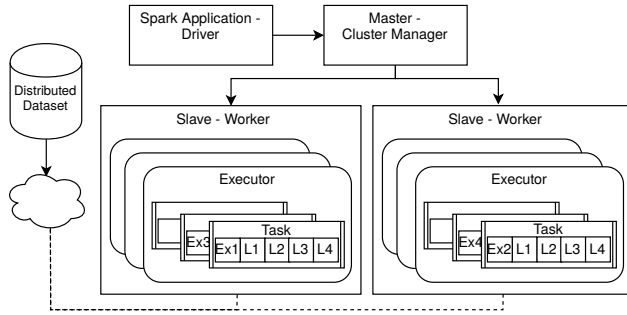 Spark Application -
Driver
Master -
Cluster Manager
Distributed
Dataset
Slave - Worker
Executor
Task
Ex3
Ex1 L1 L2 L3 L4
Slave - Worker
Executor
Task
Ex4
Ex2 L1 L2 L3 L4